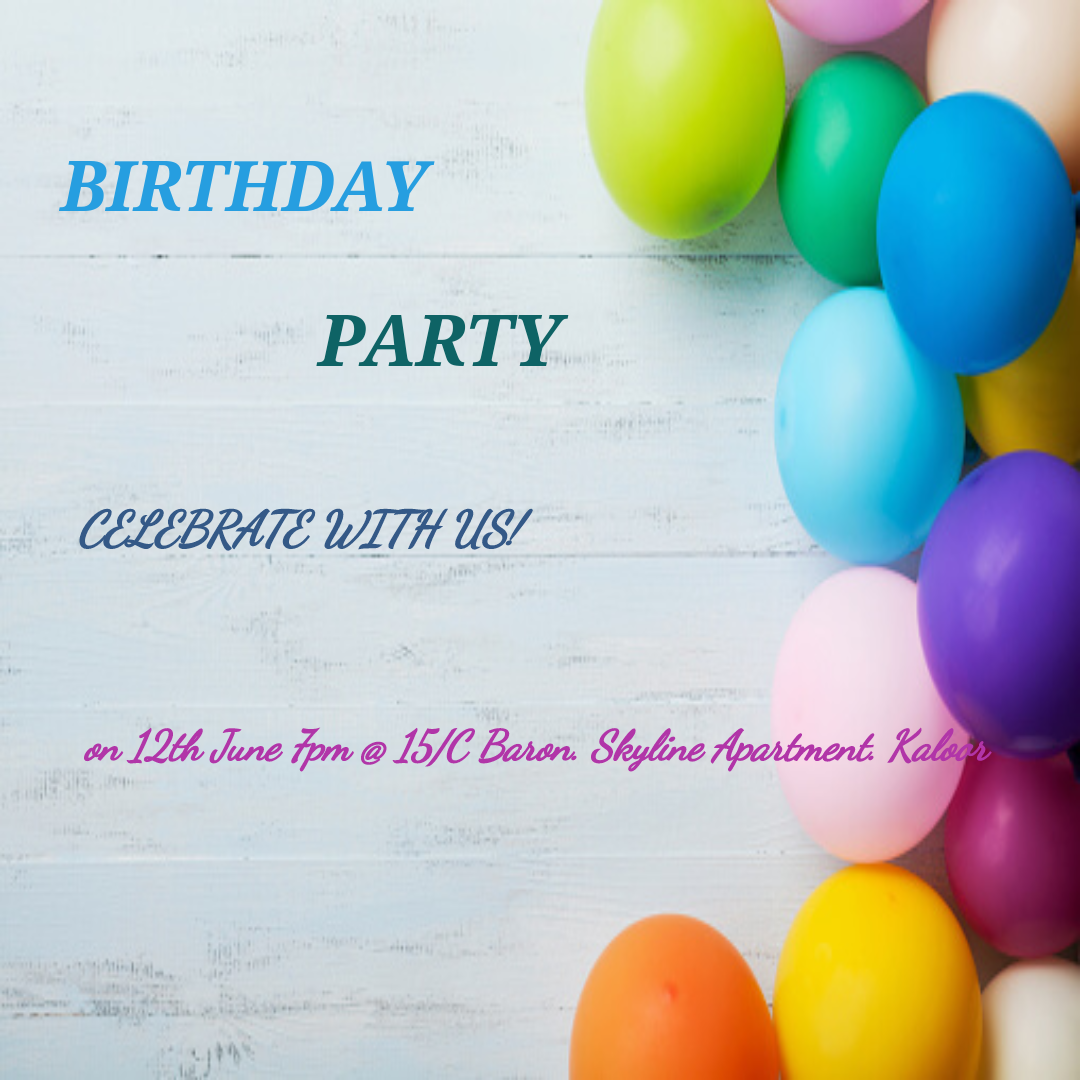 BIRTHDAY
PARTY
CELEBRATE WITH US!
on 12th June 7pm @ 15/C Baron. Skyline Apartment. Kaloor